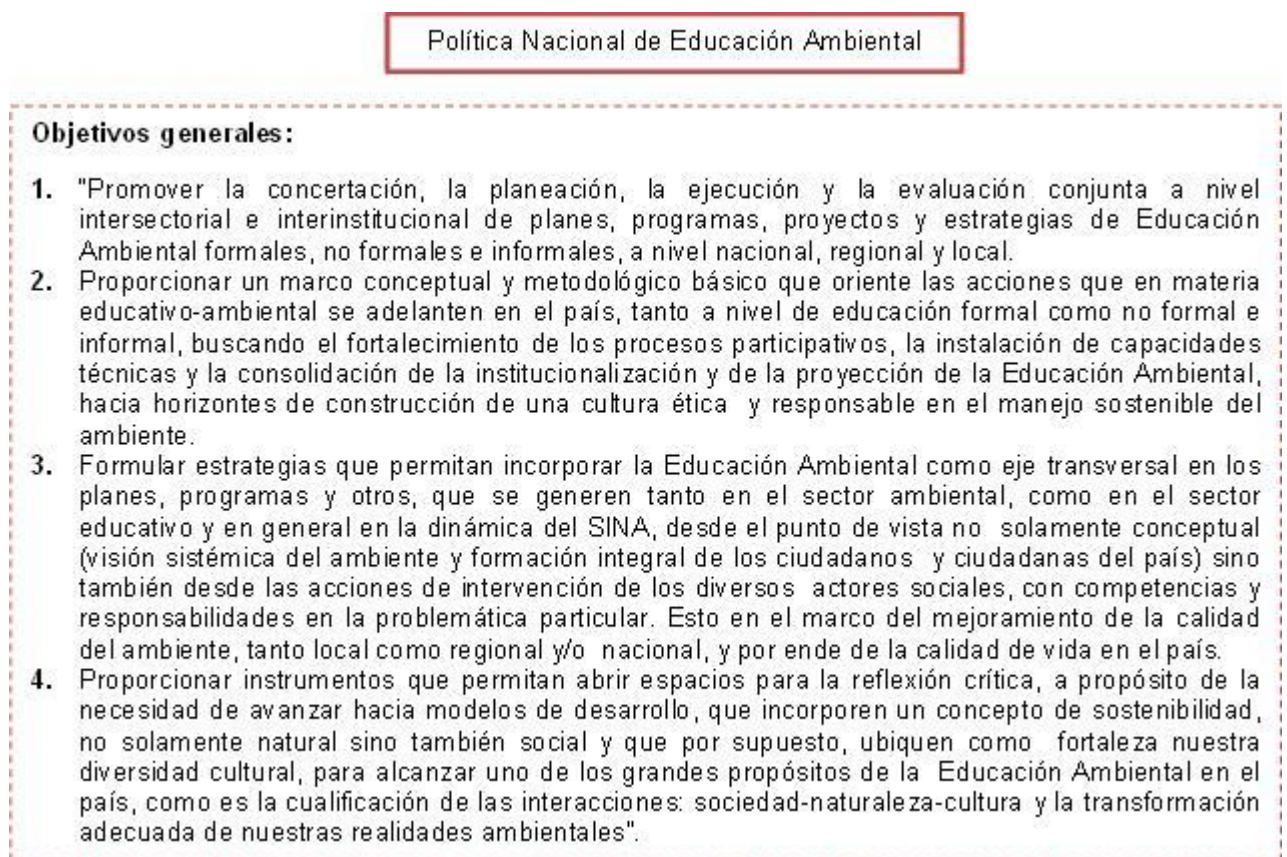 Política Nacional de Educación Ambiental
Objetivos generales:
1. "Promover la concertación, la planeación, la ejecución y la evaluación conjunta a nivel
intersectorial e interinstitucional de planes, programas, proyectos y estrategias de Educación
Ambiental formales, no formales e informales, a nivel nacional, regional y local.
2. Proporcionar un marco conceptual y metodológico básico que oriente las acciones que en materia
educativo-ambiental se adelanten en el país, tanto a nivel de educación formal como no formal e
informal, buscando el fortalecimiento de los procesos participativos, la instalación de capacidades
técnicas y la consolidación de la institucionalización y de la proyección de la Educación Ambiental,
hacia horizontes de construcción de una cultura ética y responsable en el manejo sostenible del
ambiente.
3. Formular estrategias que permitan incorporar la Educación Ambiental como eje transversal en los
planes, programas y otros, que se generen tanto en el sector ambiental, como en el sector
educativo y en general en la dinámica del SINA, desde el punto de vista no solamente conceptual
(visión sistémica del ambiente y formación integral de los ciudadanos y ciudadanas del país) sino
también desde las acciones de intervención de los diversos actores sociales, con competencias y
responsabilidades en la problemática particular. Esto en el marco del mejoramiento de la calidad
del ambiente, tanto local como regional y/o nacional, y por ende de la calidad de vida en el país.
4. Proporcionar instrumentos que permitan abrir espacios para la reflexión crítica, a propósito de la
necesidad de avanzar hacia modelos de desarrollo, que incorporen un concepto de sostenibilidad,
no solamente natural sino también social y que por supuesto, ubiquen como fortaleza nuestra
diversidad cultural, para alcanzar uno de los grandes propósitos de la Educación Ambiental en el
país, como es la cualificación de las interacciones: sociedad-naturaleza-cultura y la transformación
adecuada de nuestras realidades ambientales".